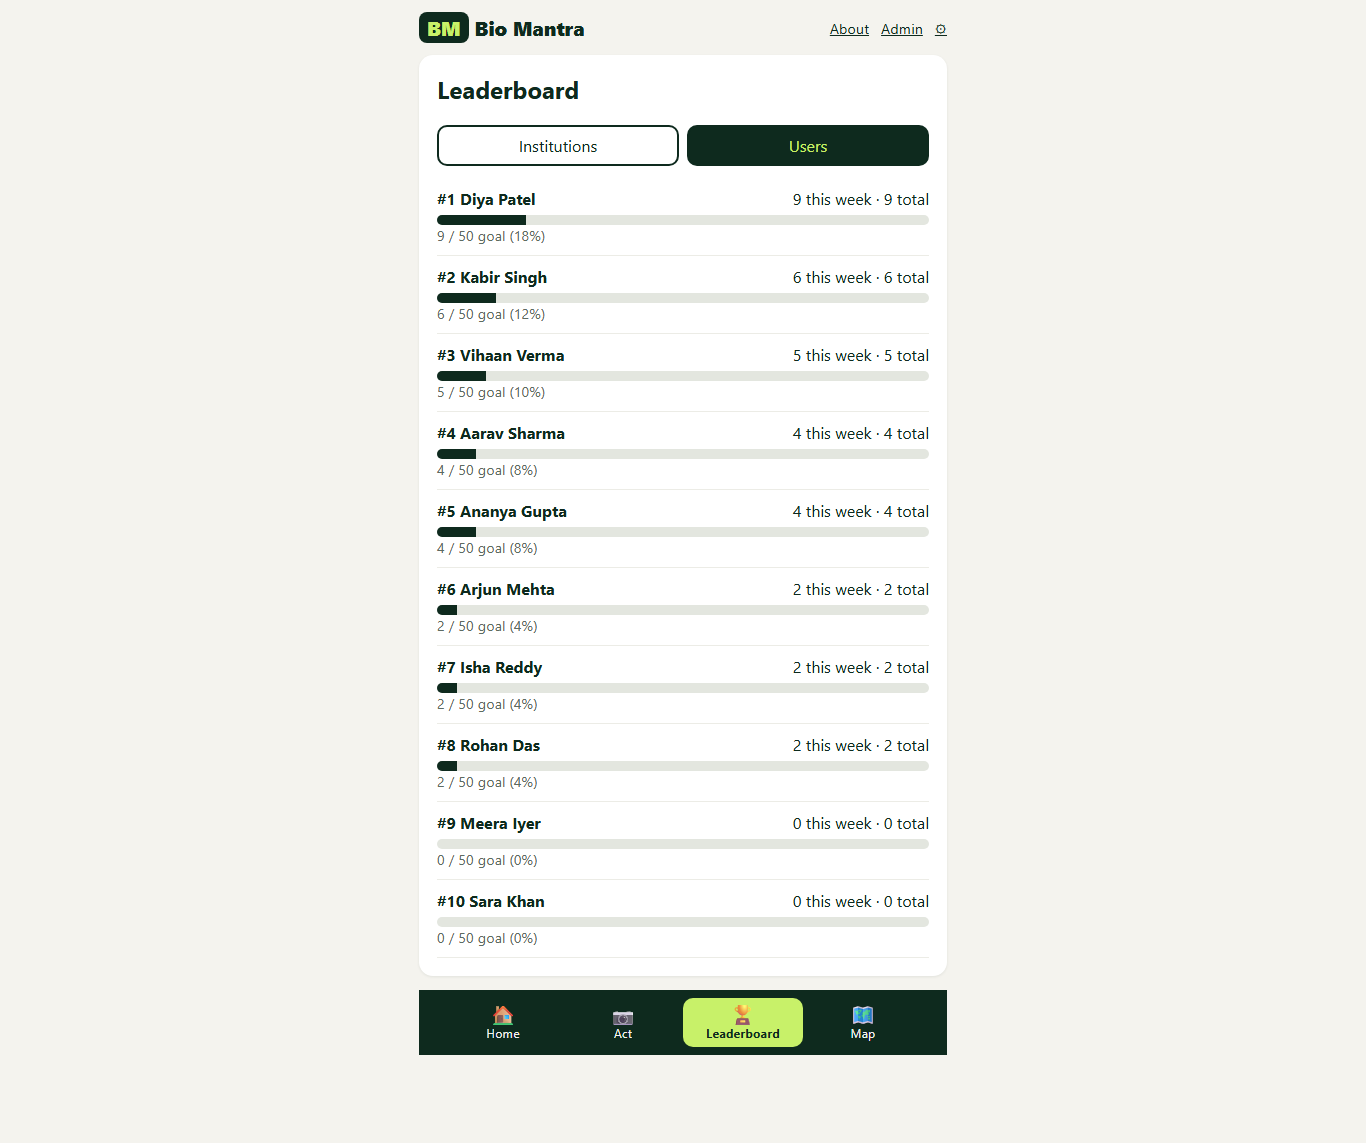 BM Bio Mantra About Admin ⚙
Leaderboard
Institutions Users
#1 Diya Patel 9 this week · 9 total
9 / 50 goal (18%)
#2 Kabir Singh 6 this week · 6 total
6 / 50 goal (12%)
#3 Vihaan Verma 5 this week · 5 total
5 / 50 goal (10%)
#4 Aarav Sharma 4 this week · 4 total
4 / 50 goal (8%)
#5 Ananya Gupta 4 this week · 4 total
4 / 50 goal (8%)
#6 Arjun Mehta 2 this week · 2 total
2 / 50 goal (4%)
#7 Isha Reddy 2 this week · 2 total
2 / 50 goal (4%)
#8 Rohan Das 2 this week · 2 total
2 / 50 goal (4%)
#9 Meera Iyer 0 this week · 0 total
0 / 50 goal (0%)
#10 Sara Khan 0 this week · 0 total
0 / 50 goal (0%)
Home Act Leaderboard Map